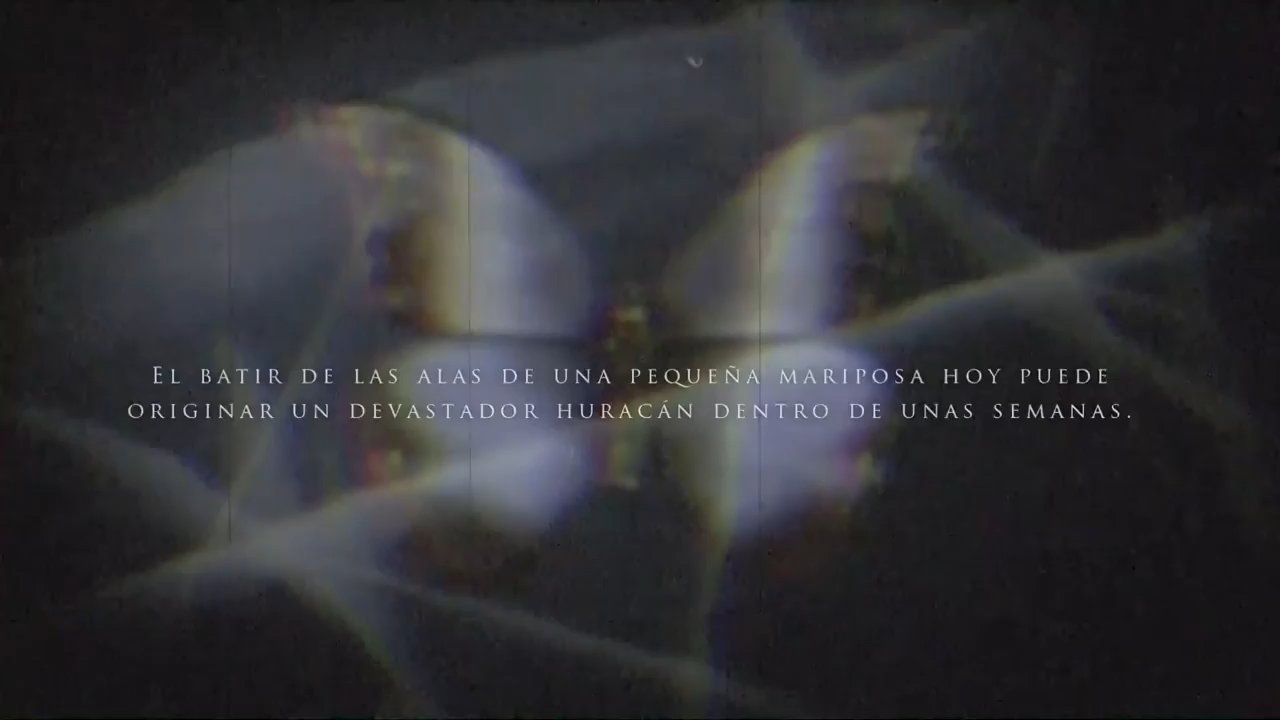 El batir de las alas de una pequeña mariposa hoy puede
originar un devastador huracán dentro de unas semanas.